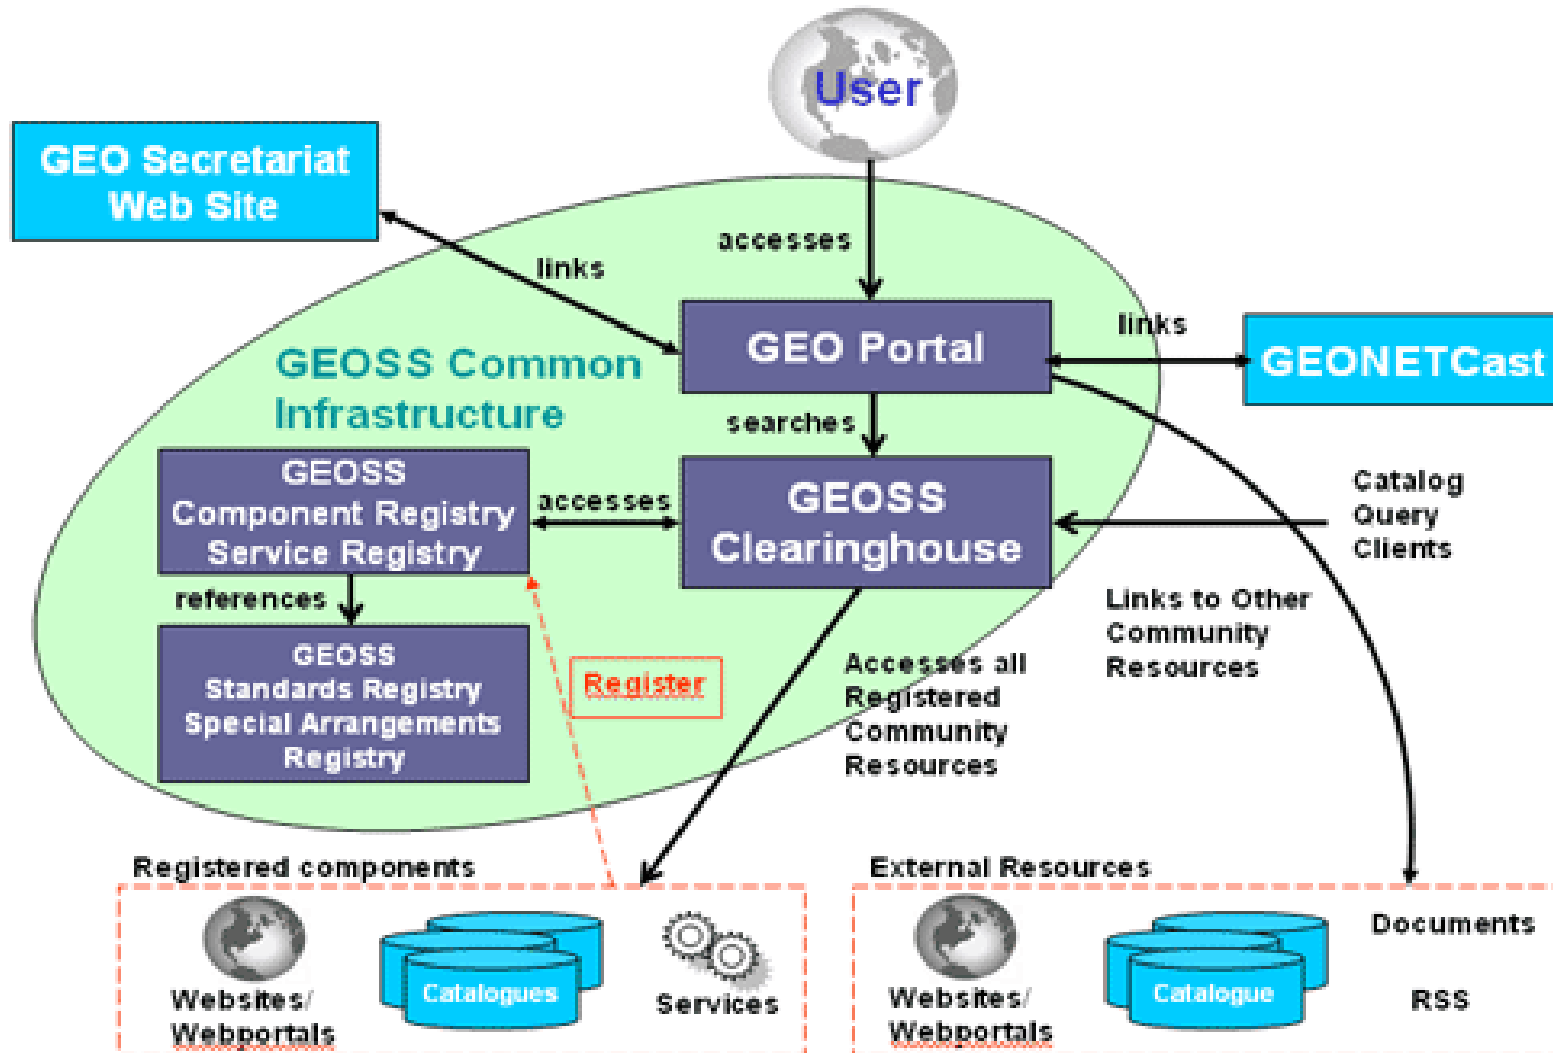 User
GEO Secretariat
Web Site
accesses
links
links
GEO Portal
GEONETCast
GEOSS Common
Infrastructure
searches
GEOSS
Component Registry
Service Registry
accesses
GEOSS
Clearinghouse
Catalog
Query
Clients
references
Links to Other
Community
Resources
GEOSS
Standards Registry
Special Arrangements
Registry
Register
Accesses all
Registered
Community
Resources
Registered components
Websites/
Webportals
Catalogues
Services
External Resources
Websites/
Webportals
Catalogue
Documents
RSS